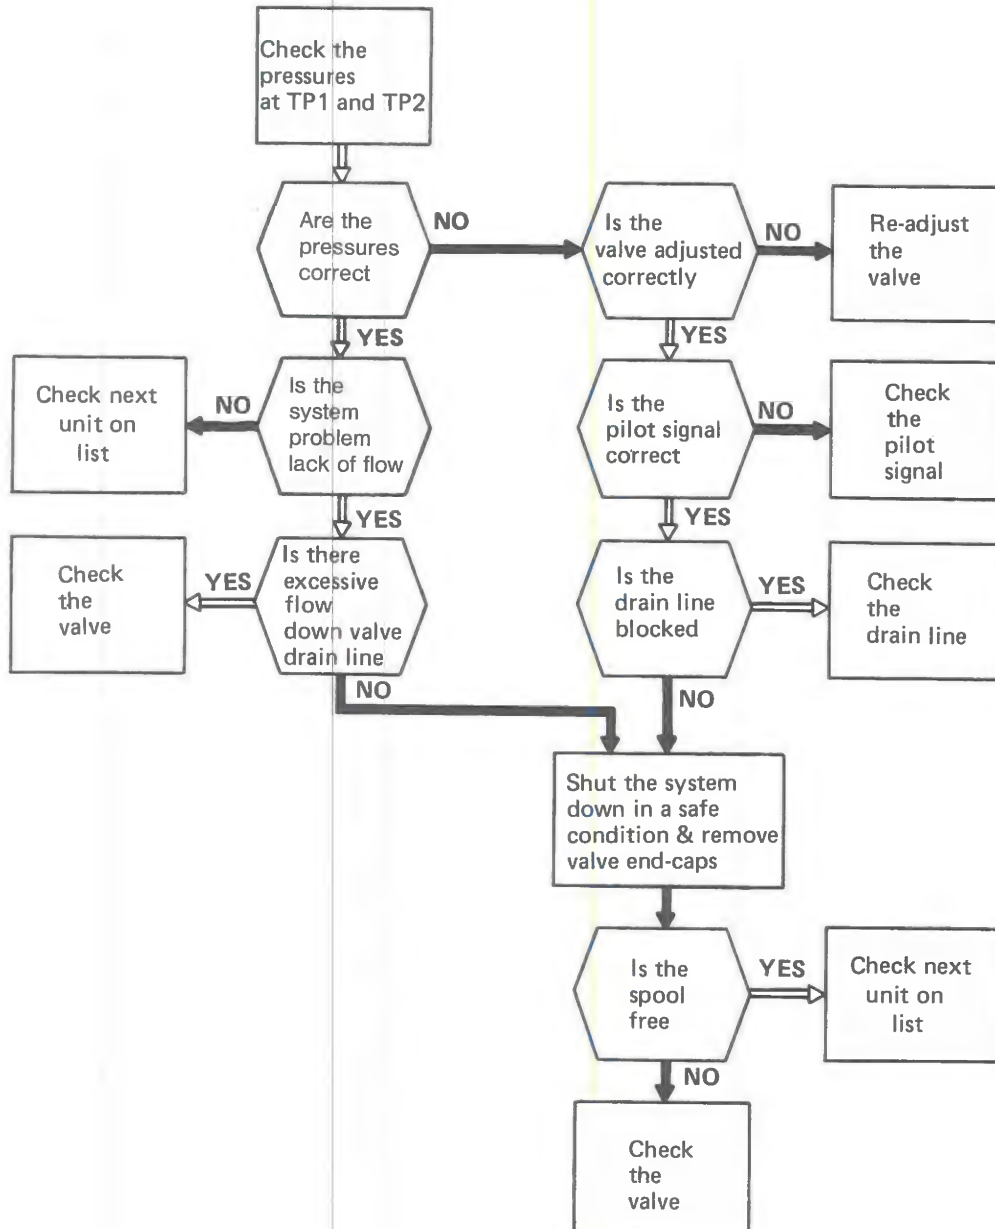 Check the
pressures
at TP1 and TP2
Are the
pressures
correct
NO
Is the
valve adjusted
correctly
NO
Re-adjust
the
valve
YES
YES
Check next
unit on
list
NO
Is the
system
problem
lack of flow
Is the
pilot signal
correct
NO
Check
the
pilot
signal
YES
YES
Check
the
valve
YES
Is there
excessive
flow
down valve
drain line
Is the
drain line
blocked
YES
Check
the
drain line
NO
NO
Shut the system
down in a safe
condition & remove
valve end-caps
Is the
spool
free
YES
Check next
unit on
list
NO
Check
the
valve